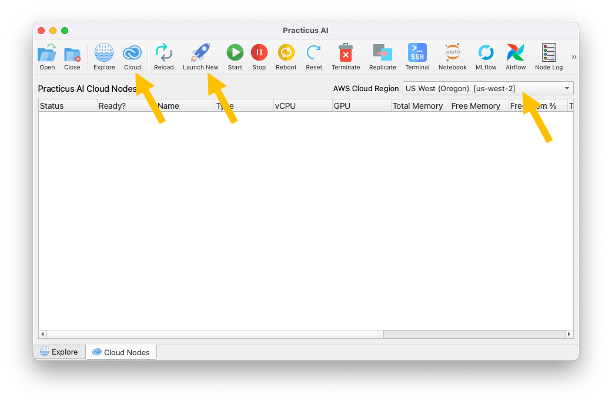 Practicus AI
Open Close Explore Cloud Reload Launch New Start Stop Reboot Reset Terminate Replicate Terminal Notebook MLflow Airflow Node Log »
>_
SSH
jupyter
Practicus AI Cloud Nodes AWS Cloud Region US West (Oregon) [us-west-2]
Status Ready? Name Type vCPU GPU Total Memory Free Memory T
Explore Cloud Nodes